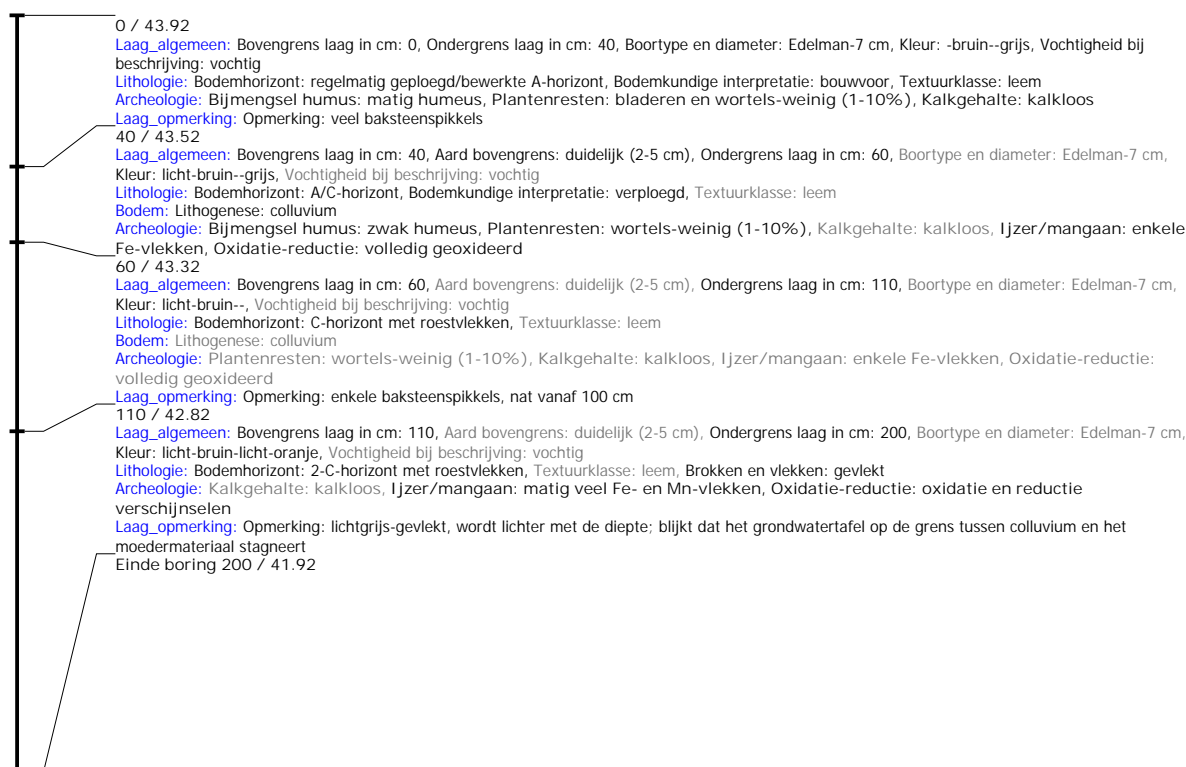 0 / 43.92
Laag_algemeen: Bovengrens laag in cm: 0, Ondergrens laag in cm: 40, Boortype en diameter: Edelman-7 cm, Kleur: -bruin--grijs, Vochtigheid bij
beschrijving: vochtig
Lithologie: Bodemhorizont: regelmatig geploegd/bewerkte A-horizont, Bodemkundige interpretatie: bouwvoor, Textuurklasse: leem
Archeologie: Bijmengsel humus: matig humeus, Plantenresten: bladeren en wortels-weinig (1-10%), Kalkgehalte: kalkloos
Laag_opmerking: Opmerking: veel baksteenspikkels
40 / 43.52
Laag_algemeen: Bovengrens laag in cm: 40, Aard bovengrens: duidelijk (2-5 cm), Ondergrens laag in cm: 60, Boortype en diameter: Edelman-7 cm,
Kleur: licht-bruin--grijs, Vochtigheid bij beschrijving: vochtig
Lithologie: Bodemhorizont: A/C-horizont, Bodemkundige interpretatie: verploegd, Textuurklasse: leem
Bodem: Lithogenese: colluvium
Archeologie: Bijmengsel humus: zwak humeus, Plantenresten: wortels-weinig (1-10%), Kalkgehalte: kalkloos, Ijzer/mangaan: enkele
Fe-vlekken, Oxidatie-reductie: volledig geoxideerd
60 / 43.32
Laag_algemeen: Bovengrens laag in cm: 60, Aard bovengrens: duidelijk (2-5 cm), Ondergrens laag in cm: 110, Boortype en diameter: Edelman-7 cm,
Kleur: licht-bruin--, Vochtigheid bij beschrijving: vochtig
Lithologie: Bodemhorizont: C-horizont met roestvlekken, Textuurklasse: leem
Bodem: Lithogenese: colluvium
Archeologie: Plantenresten: wortels-weinig (1-10%), Kalkgehalte: kalkloos, Ijzer/mangaan: enkele Fe-vlekken, Oxidatie-reductie:
volledig geoxideerd
Laag_opmerking: Opmerking: enkele baksteenspikkels, nat vanaf 100 cm
110 / 42.82
Laag_algemeen: Bovengrens laag in cm: 110, Aard bovengrens: duidelijk (2-5 cm), Ondergrens laag in cm: 200, Boortype en diameter: Edelman-7 cm,
Kleur: licht-bruin-licht-oranje, Vochtigheid bij beschrijving: vochtig
Lithologie: Bodemhorizont: 2-C-horizont met roestvlekken, Textuurklasse: leem, Brokken en vlekken: gevlekt
Archeologie: Kalkgehalte: kalkloos, Ijzer/mangaan: matig veel Fe- en Mn-vlekken, Oxidatie-reductie: oxidatie en reductie
verschijnselen
Laag_opmerking: Opmerking: lichtgrijs-gevlekt, wordt lichter met de diepte; blijkt dat het grondwatertafel op de grens tussen colluvium en het
moedermateriaal stagneert
Einde boring 200 / 41.92